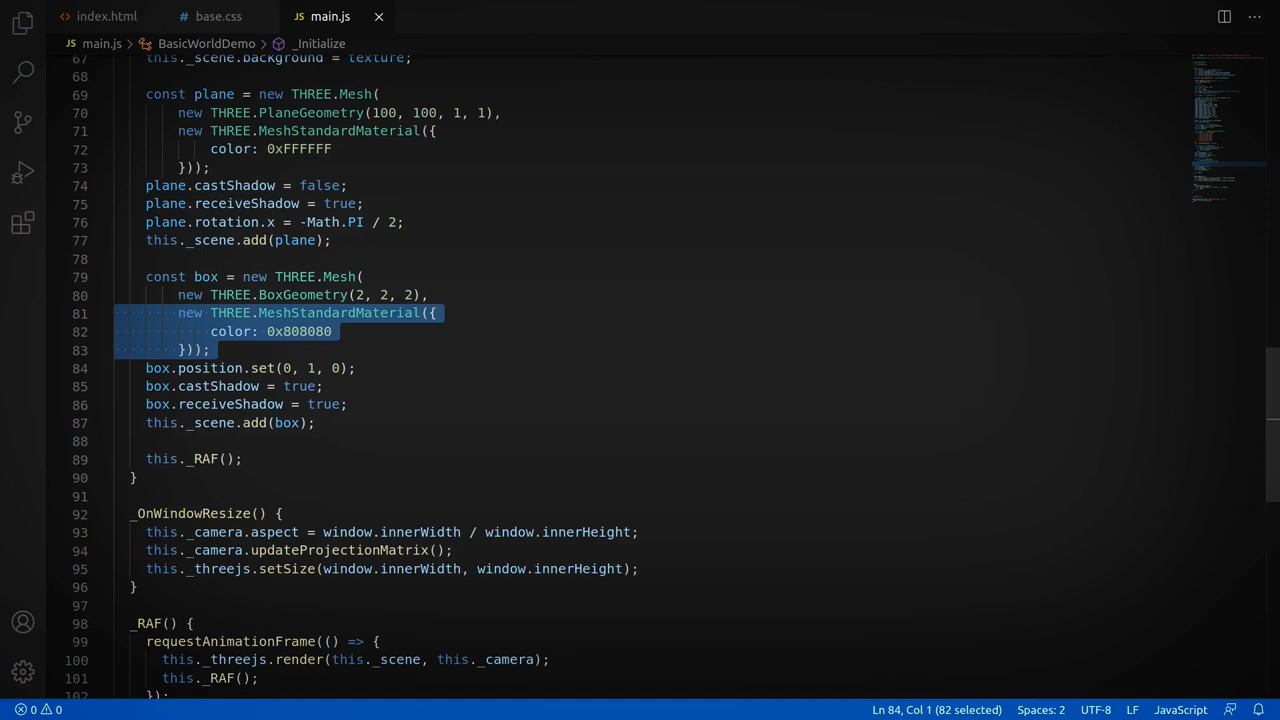 index.html
# base.css
JS main.js
JS main.js > BasicWorldDemo > _Initialize
67 this._scene.background = texture;
68
69 const plane = new THREE.Mesh(
70 new THREE.PlaneGeometry(100, 100, 1, 1),
71 new THREE.MeshStandardMaterial({
72 color: 0xFFFFFF
73 }));
74 plane.castShadow = false;
75 plane.receiveShadow = true;
76 plane.rotation.x = -Math.PI / 2;
77 this._scene.add(plane);
78
79 const box = new THREE.Mesh(
80 new THREE.BoxGeometry(2, 2, 2),
81 new THREE.MeshStandardMaterial({
82 color: 0x808080
83 }));
84 box.position.set(0, 1, 0);
85 box.castShadow = true;
86 box.receiveShadow = true;
87 this._scene.add(box);
88
89 this._RAF();
90 }
91
92 _OnWindowResize() {
93 this._camera.aspect = window.innerWidth / window.innerHeight;
94 this._camera.updateProjectionMatrix();
95 this._threejs.setSize(window.innerWidth, window.innerHeight);
96 }
97
98 _RAF() {
99 requestAnimationFrame(() => {
100 this._threejs.render(this._scene, this._camera);
101 this._RAF();
102 });
0 0 Ln 84, Col 1 (82 selected) Spaces: 2 UTF-8 LF JavaScript